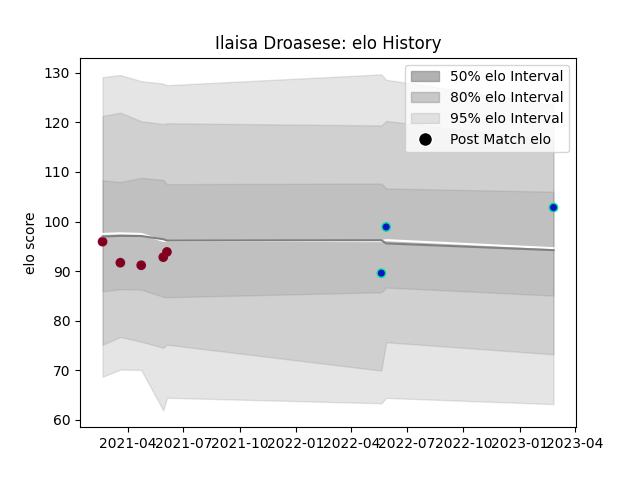 Ilaisa Droasese: elo History
130
120
110
100
90
80
70
60
elo score
50% elo Interval
80% elo Interval
95% elo Interval
Post Match elo
2021-04 2021-07 2021-10 2022-01 2022-04 2022-07 2022-10 2023-01 2023-04